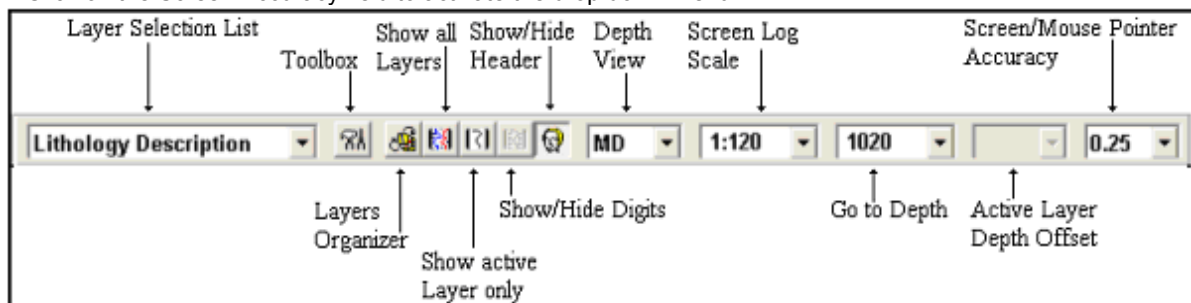 Layer Selection List
Toolbox
Show all
Layers
Show/Hide
Header
Depth
View
Screen Log
Scale
Screen/Mouse Pointer
Accuracy
Lithology Description
MD
1:120
1020
0.25
Layers
Organizer
Show active
Layer only
Show/Hide Digits
Go to Depth
Active Layer
Depth Offset